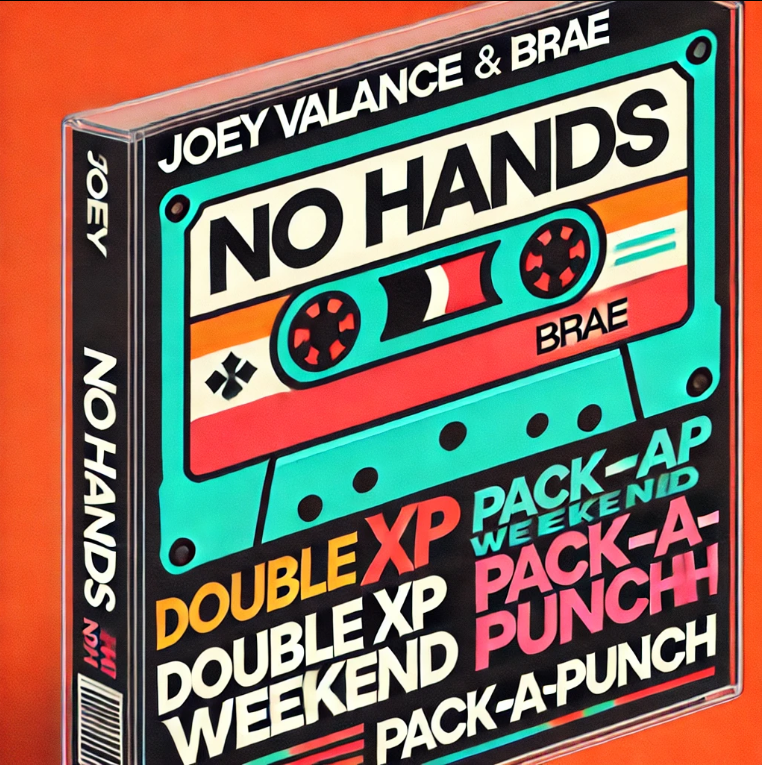 JOEY VALANCE & BRAE
NO HANDS
BRAE
DOUBLE XP
DOUBLE XP
WEEKEND
PACK-AP
WEEKENID
PACK-A-
PUNCHH
PACK-A-PUNCH
JOEY
NO HANDS